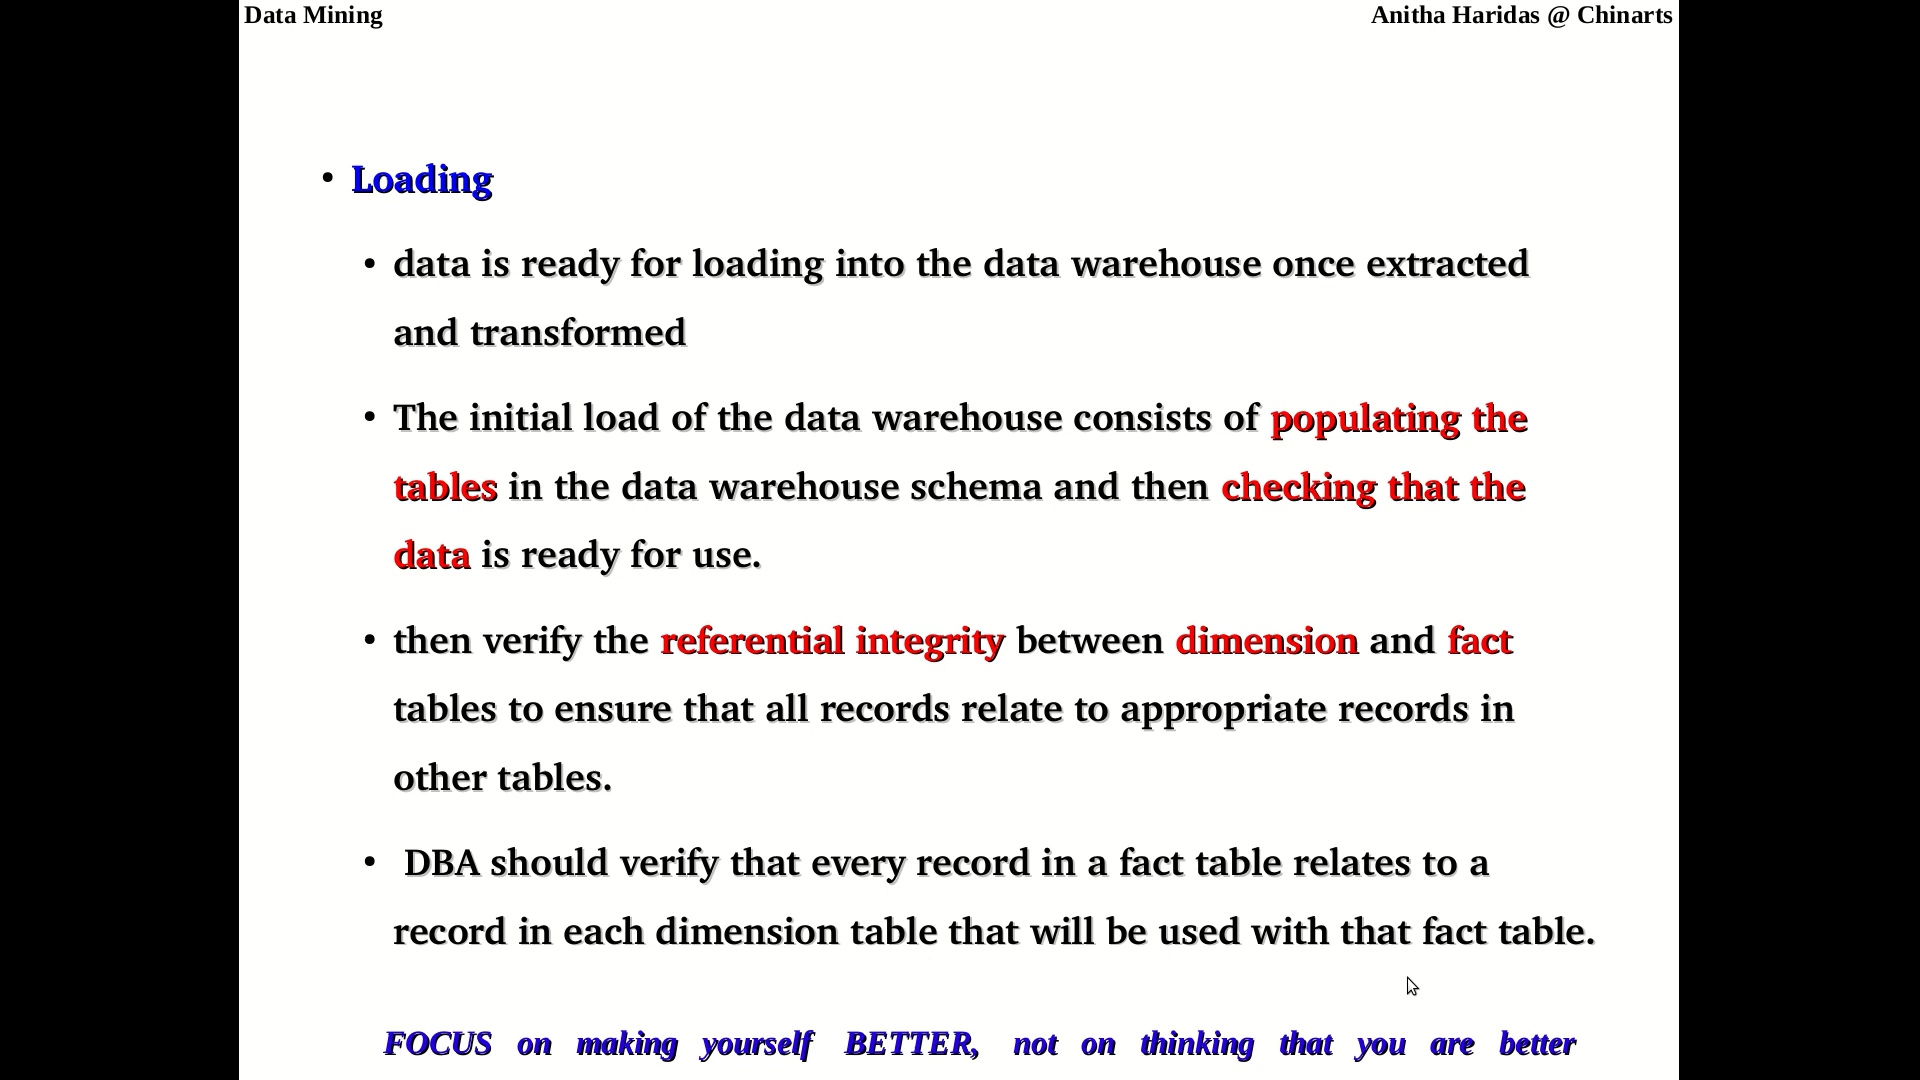 Data Mining
Anitha Haridas @ Chinarts
• Loading
• data is ready for loading into the data warehouse once extracted
and transformed
• The initial load of the data warehouse consists of populating the
tables in the data warehouse schema and then checking that the
data is ready for use.
• then verify the referential integrity between dimension and fact
tables to ensure that all records relate to appropriate records in
other tables.
• DBA should verify that every record in a fact table relates to a
record in each dimension table that will be used with that fact table.
FOCUS on making yourself BETTER, not on thinking that you are better